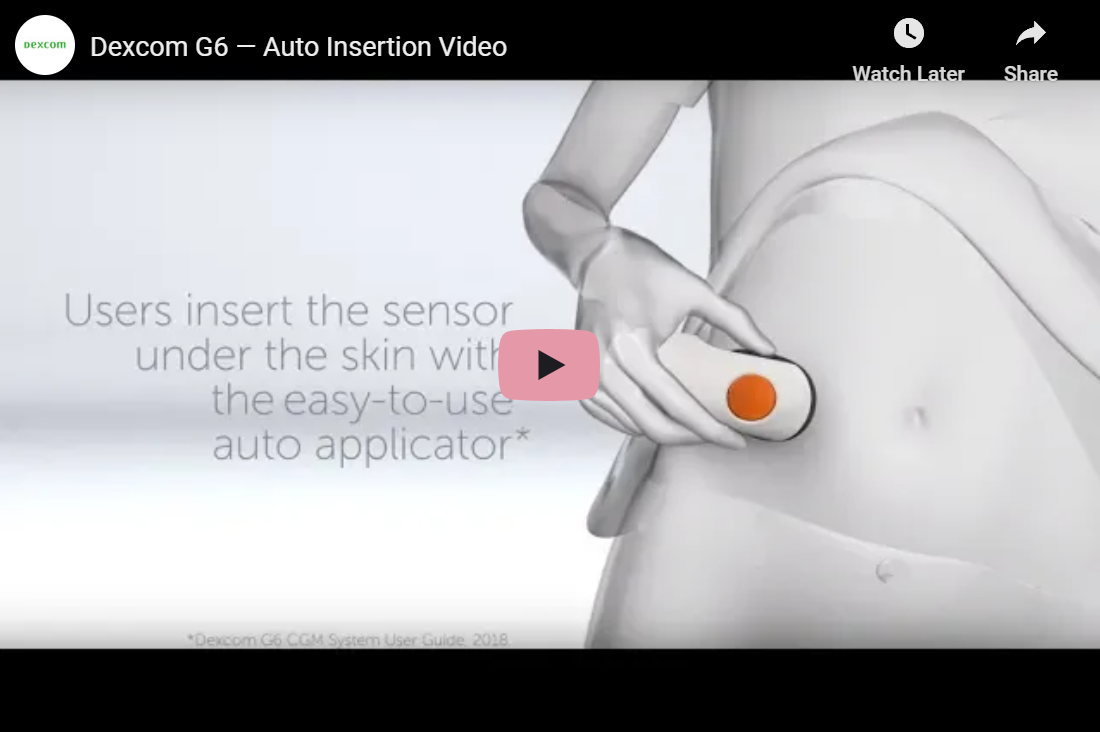 DEXCOM
Dexcom G6 — Auto Insertion Video
Watch Later
Share
Users insert the sensor
under the skin with
the easy-to-use
auto applicator*
*Dexcom G6 CGM System User Guide, 2018.